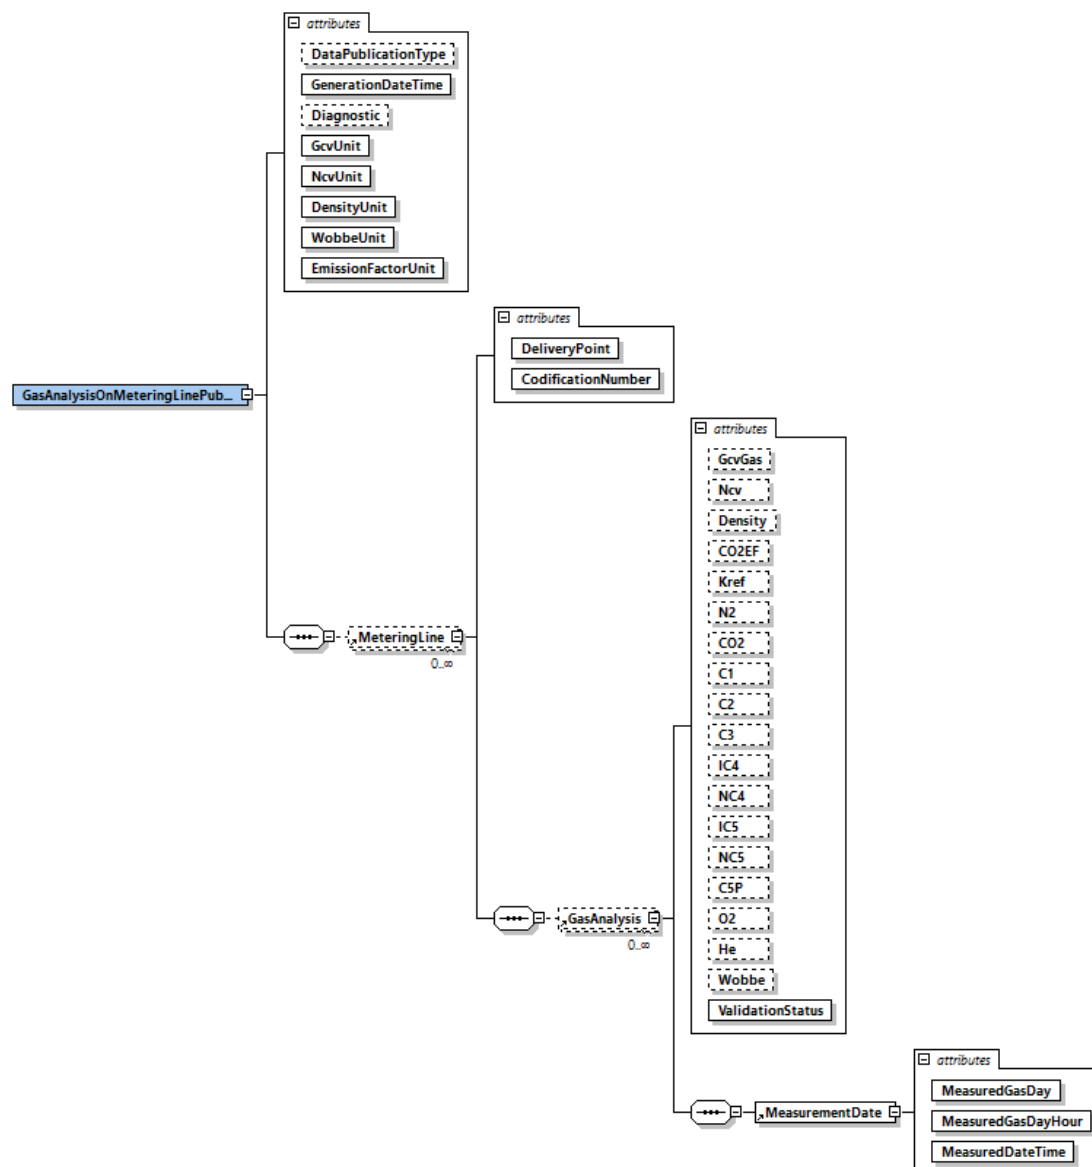 attributes
DataPublicationType
GenerationDateTime
Diagnostic
GcvUnit
NcvUnit
DensityUnit
WobbeUnit
EmissionFactorUnit
attributes
DeliveryPoint
CodificationNumber
GasAnalysisOnMeteringLinePub...
attributes
GcvGas
Ncv
Density
CO2EF
Kref
N2
CO2
C1
C2
C3
IC4
NC4
IC5
NC5
C5P
O2
He
Wobbe
ValidationStatus
MeteringLine
0..∞
GasAnalysis
0..∞
attributes
MeasurementDate
MeasuredGasDay
MeasuredGasDayHour
MeasuredDateTime